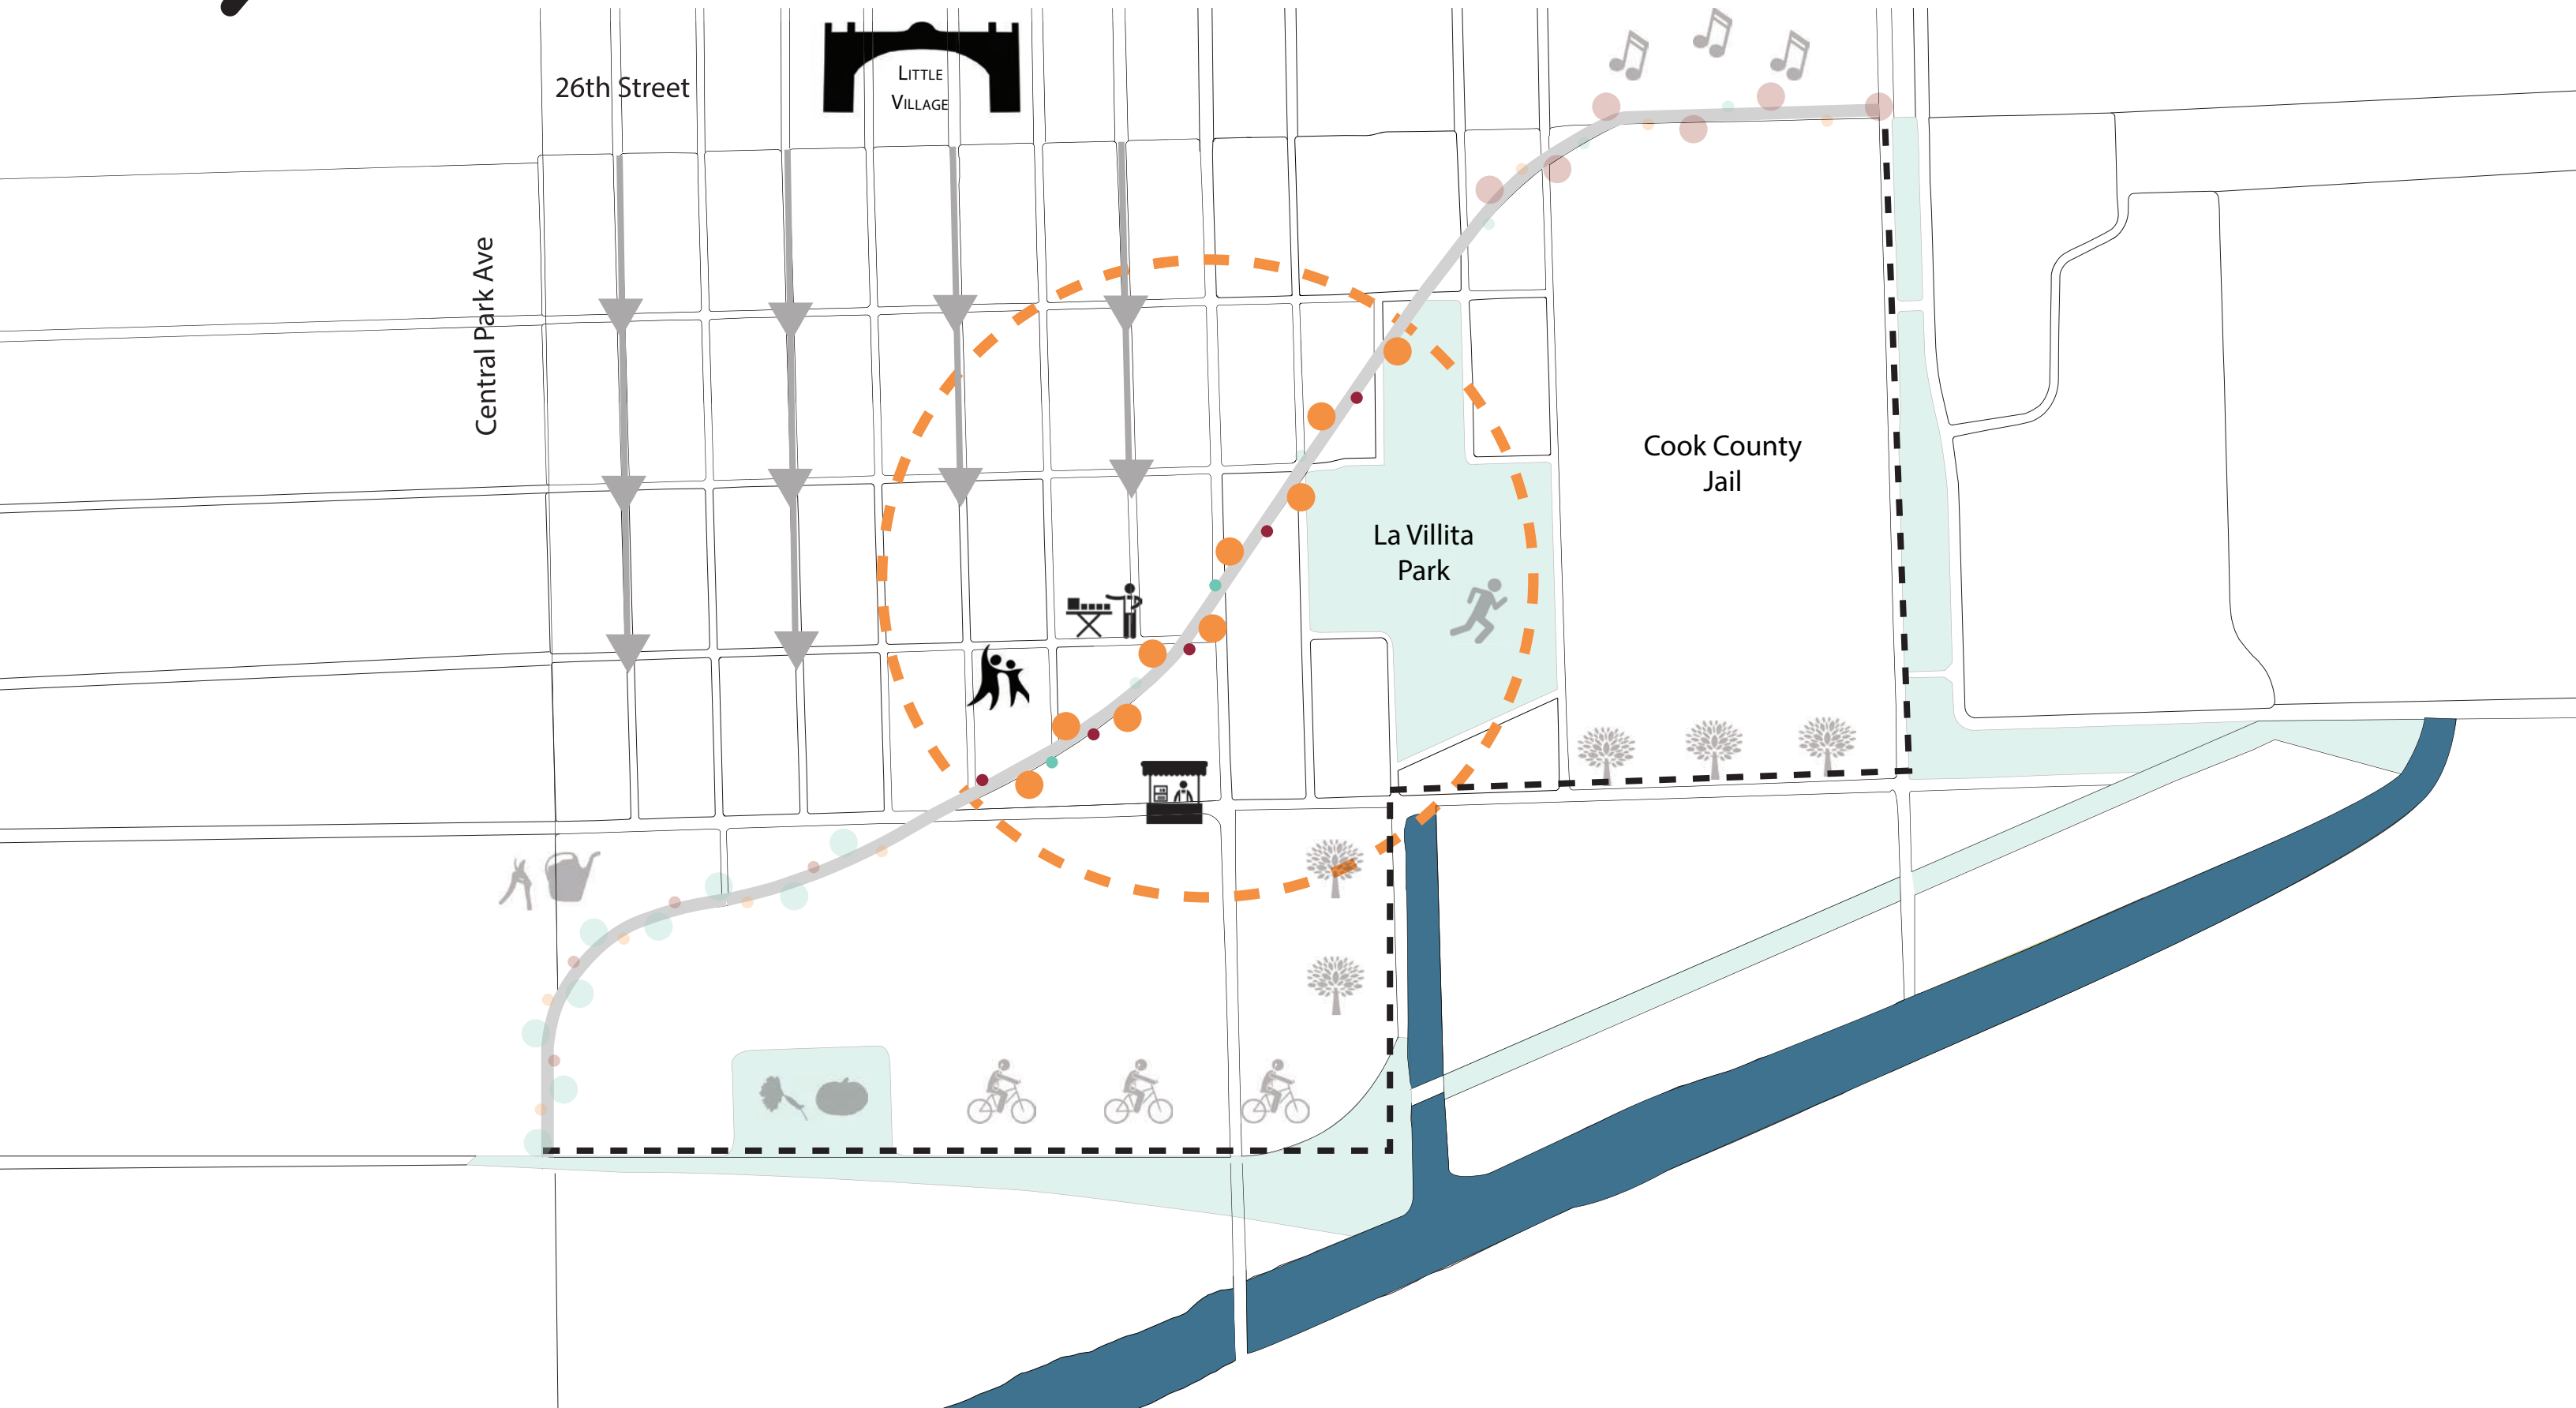 26th Street
Little
Village
Central Park Ave
Cook County
Jail
La Villita
Park